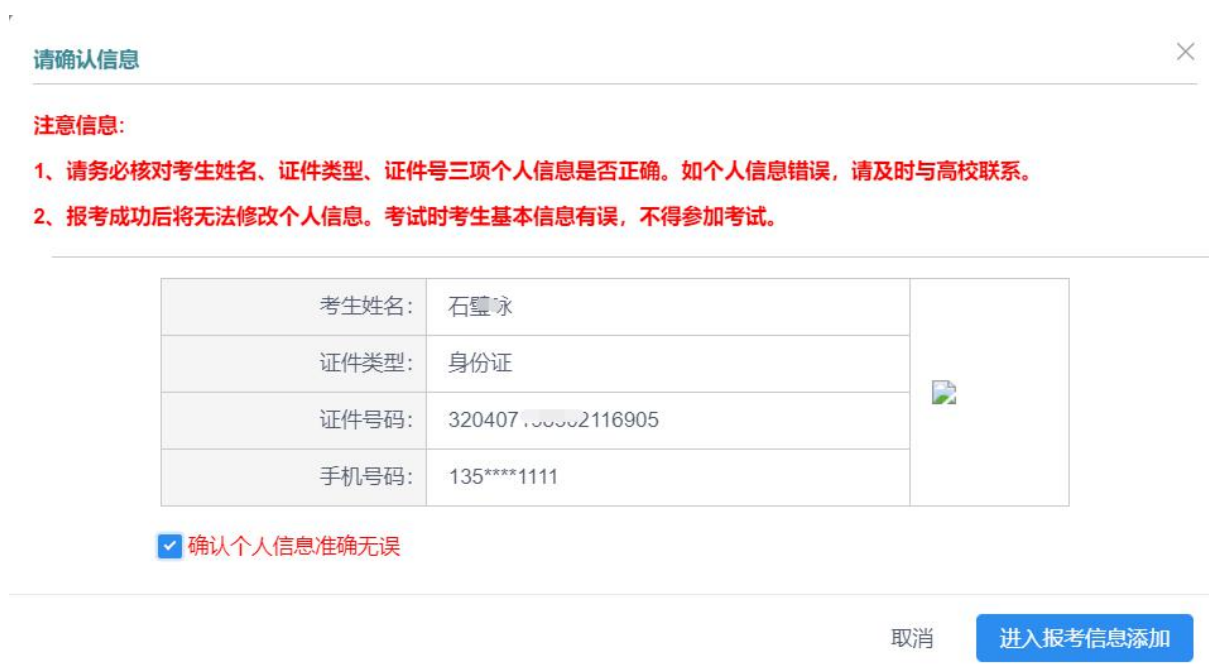 请确认信息
注意信息:
1、请务必核对考生姓名、证件类型、证件号三项个人信息是否正确。如个人信息错误，请及时与高校联系。
2、报考成功后将无法修改个人信息。考试时考生基本信息有误，不得参加考试。
考生姓名: 石
证件类型: 身份证
证件号码: 320407 2116905
手机号码: 135****1111
确认个人信息准确无误
取消 进入报考信息添加